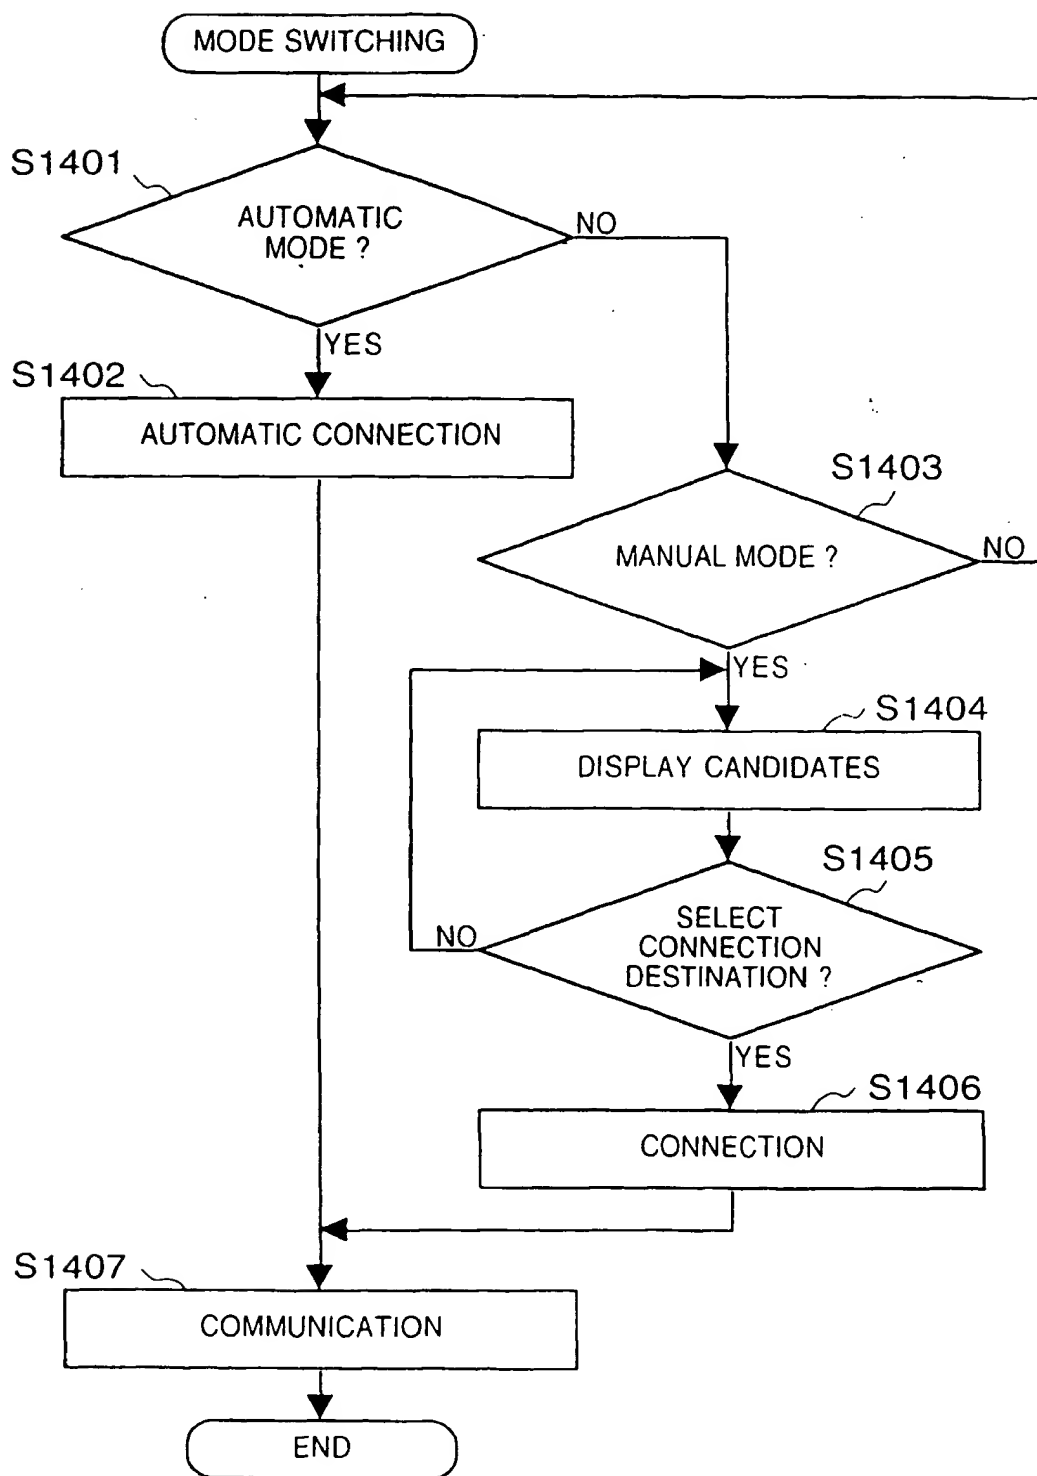 MODE SWITCHING
S1401
AUTOMATIC
MODE ?
NO
YES
S1402
AUTOMATIC CONNECTION
S1403
MANUAL MODE ?
NO
YES
S1404
DISPLAY CANDIDATES
S1405
SELECT
CONNECTION
DESTINATION ?
NO
YES
S1406
CONNECTION
S1407
COMMUNICATION
END